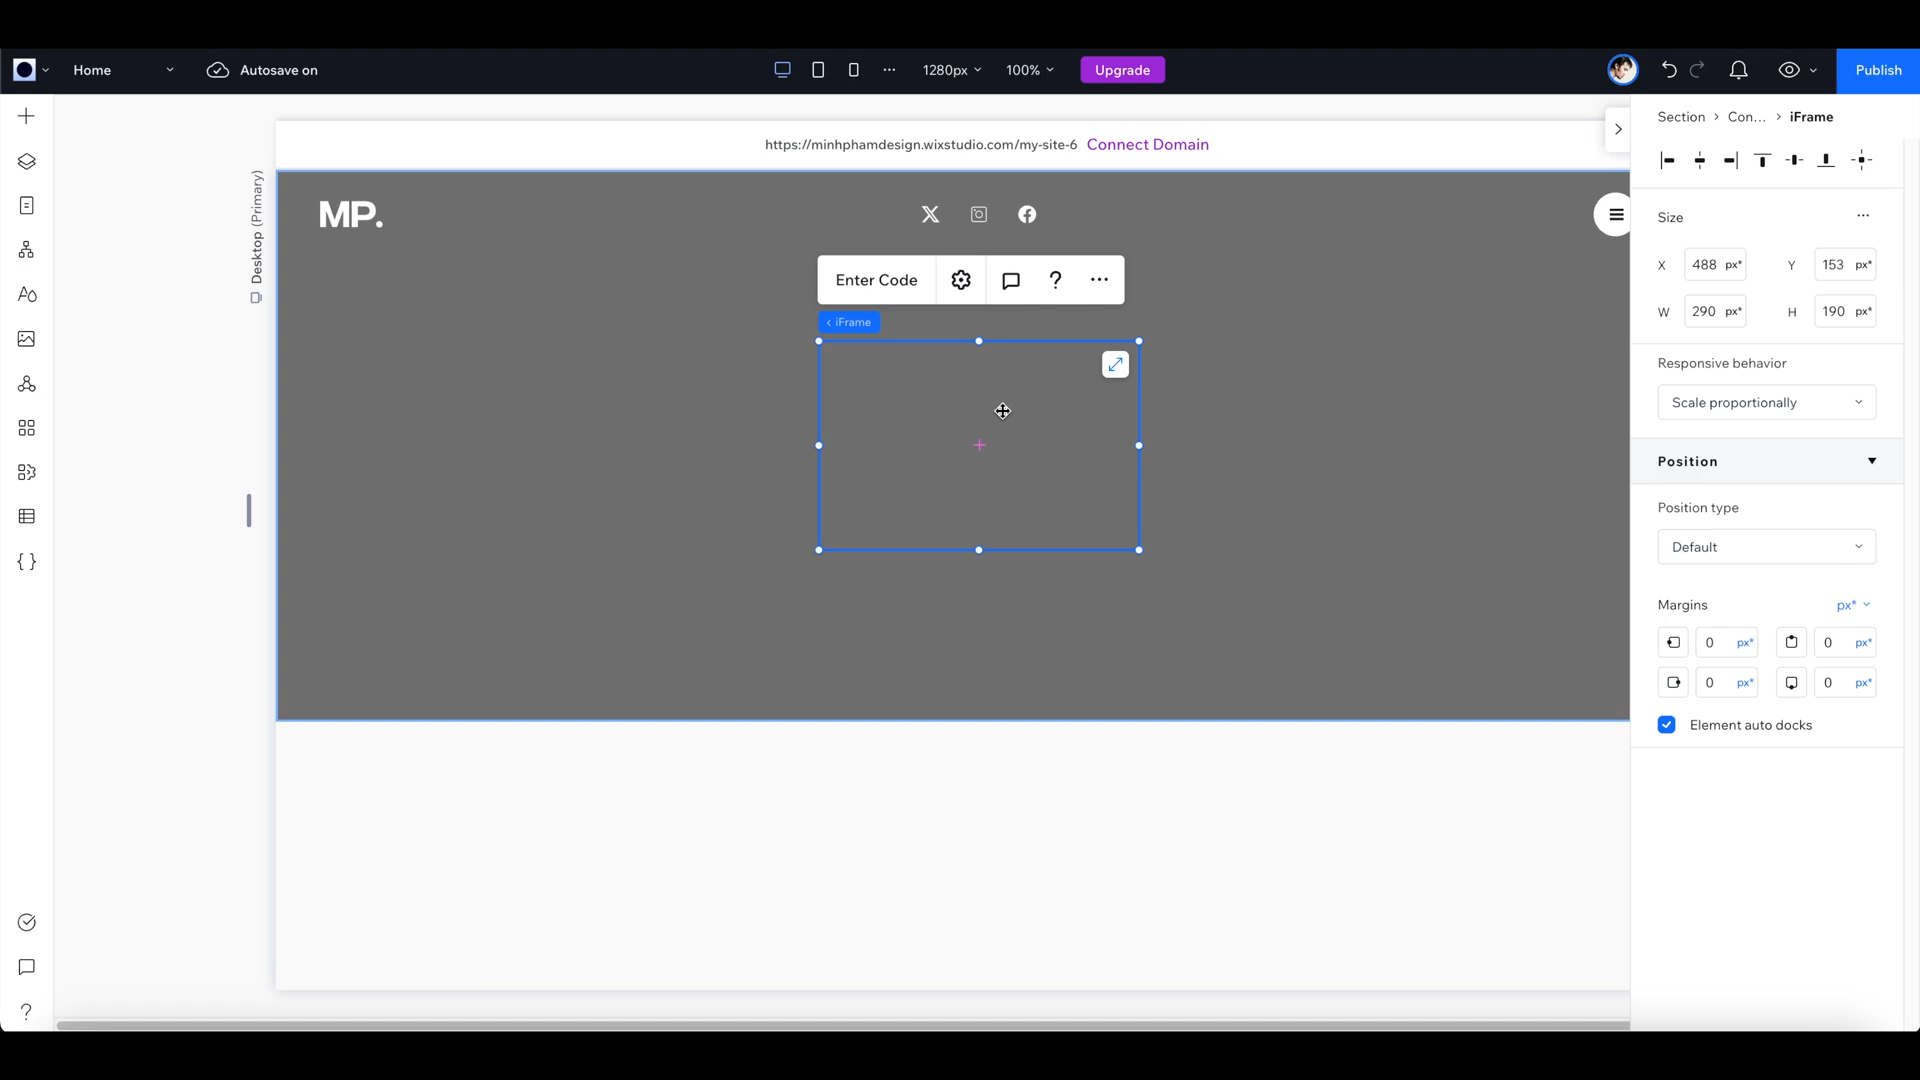 Home
Autosave on
1280px
100%
Upgrade
Publish
Section > Con... > iFrame
https://minhphamdesign.wixstudio.com/my-site-6 Connect Domain
Desktop (Primary)
MP.
Enter Code
?
< iFrame
Size
X 488 px* Y 153 px*
W 290 px* H 190 px*
Responsive behavior
Scale proportionally
Position
Position type
Default
Margins px*
0 px* 0 px*
0 px* 0 px*
Element auto docks
?